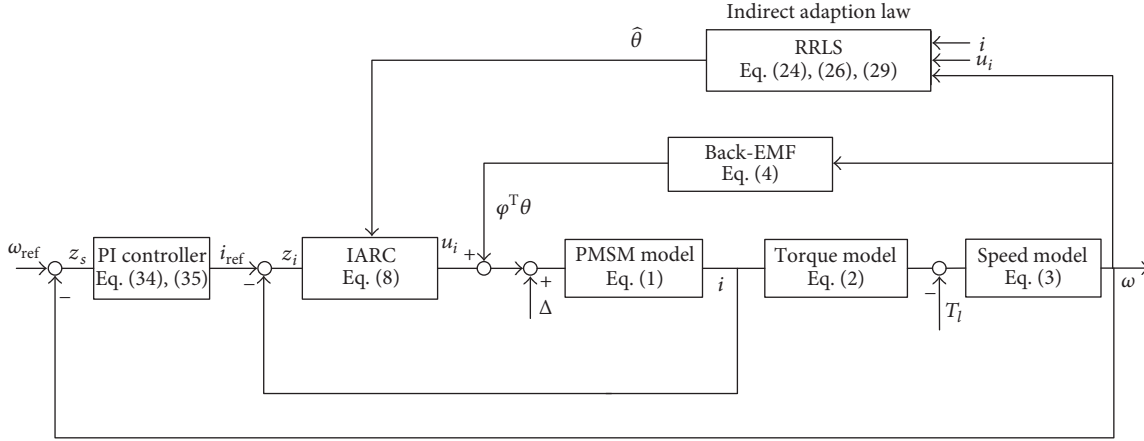 Indirect adaption law
θ̂
RRLS
Eq. (24), (26), (29)
i
u_i
Back-EMF
Eq. (4)
φ^T θ
ω_ref
z_s
−
PI controller
Eq. (34), (35)
i_ref
−
z_i
IARC
Eq. (8)
u_i
+
+
Δ
PMSM model
Eq. (1)
i
Torque model
Eq. (2)
−
T_l
Speed model
Eq. (3)
ω